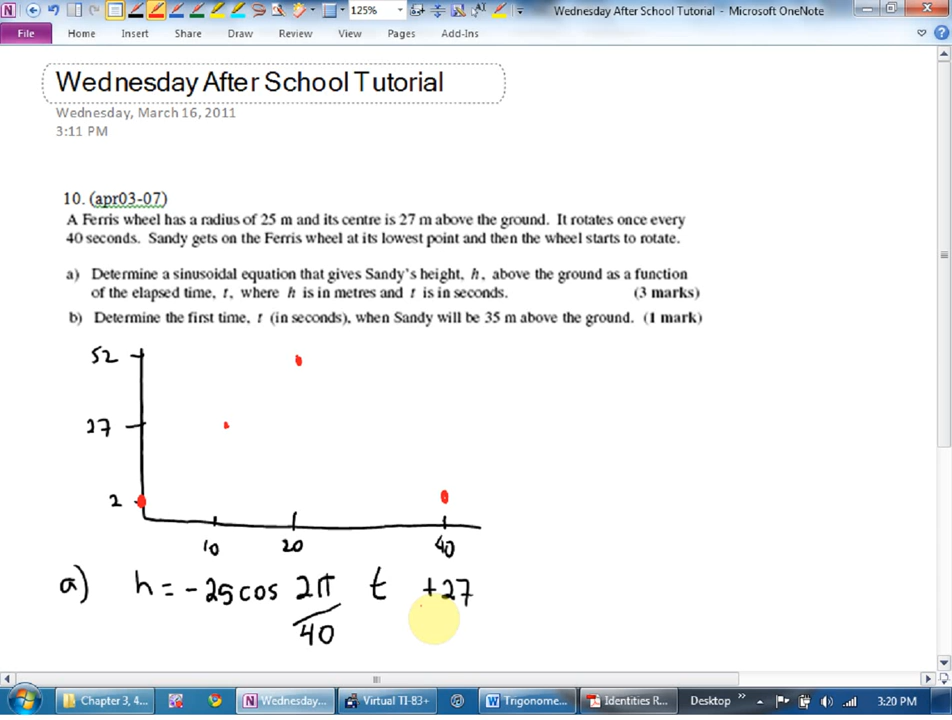 Wednesday After School Tutorial - Microsoft OneNote
125%
File Home Insert Share Draw Review View Pages Add-Ins
Wednesday After School Tutorial
Wednesday, March 16, 2011
3:11 PM
10. (apr03-07)
A Ferris wheel has a radius of 25 m and its centre is 27 m above the ground. It rotates once every
40 seconds. Sandy gets on the Ferris wheel at its lowest point and then the wheel starts to rotate.
a) Determine a sinusoidal equation that gives Sandy's height, h, above the ground as a function
of the elapsed time, t, where h is in metres and t is in seconds. (3 marks)
b) Determine the first time, t (in seconds), when Sandy will be 35 m above the ground. (1 mark)
52
27
2
10 20 40
a) h = -25 cos 2π t +27
40
Chapter 3, 4... Wednesday... Virtual TI-83+ Trigonome... Identities R... Desktop 3:20 PM